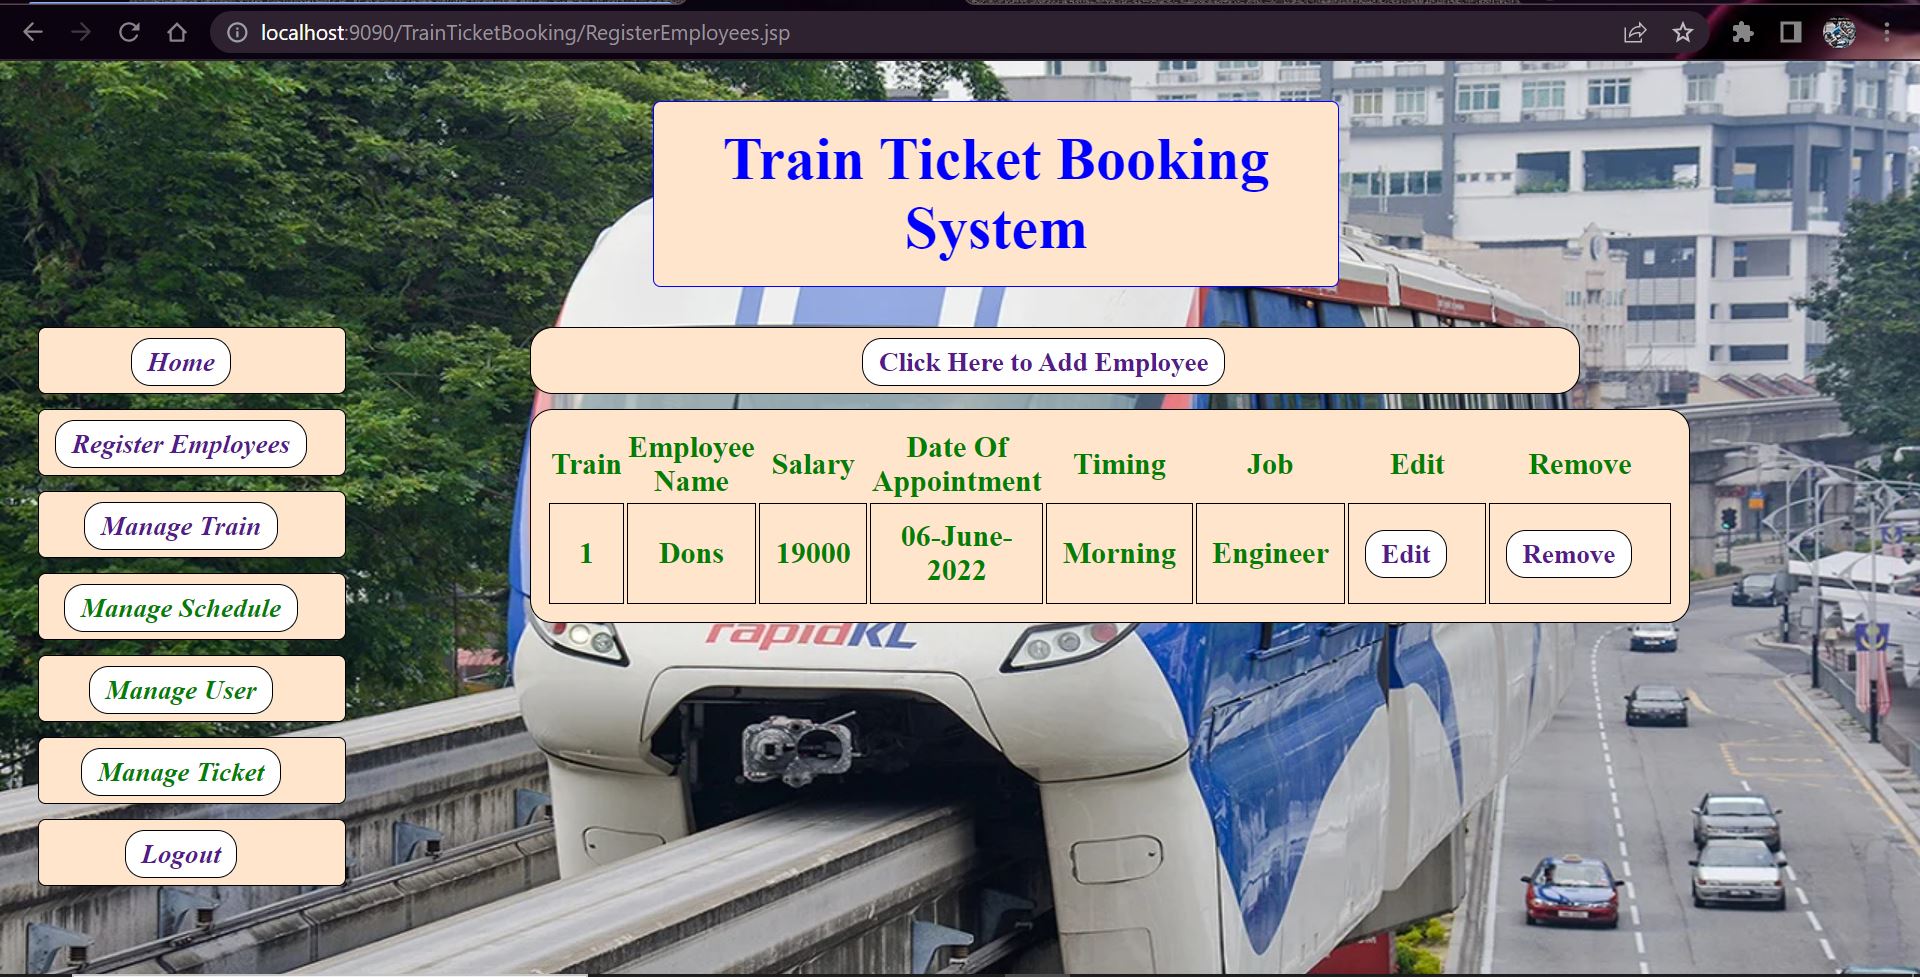 localhost:9090/TrainTicketBooking/RegisterEmployees.jsp
Train Ticket Booking
System
Home
Register Employees
Manage Train
Manage Schedule
Manage User
Manage Ticket
Logout
Click Here to Add Employee
Train Employee Name Salary Date Of Appointment Timing Job Edit Remove
1 Dons 19000 06-June-2022 Morning Engineer Edit Remove
rapidKL